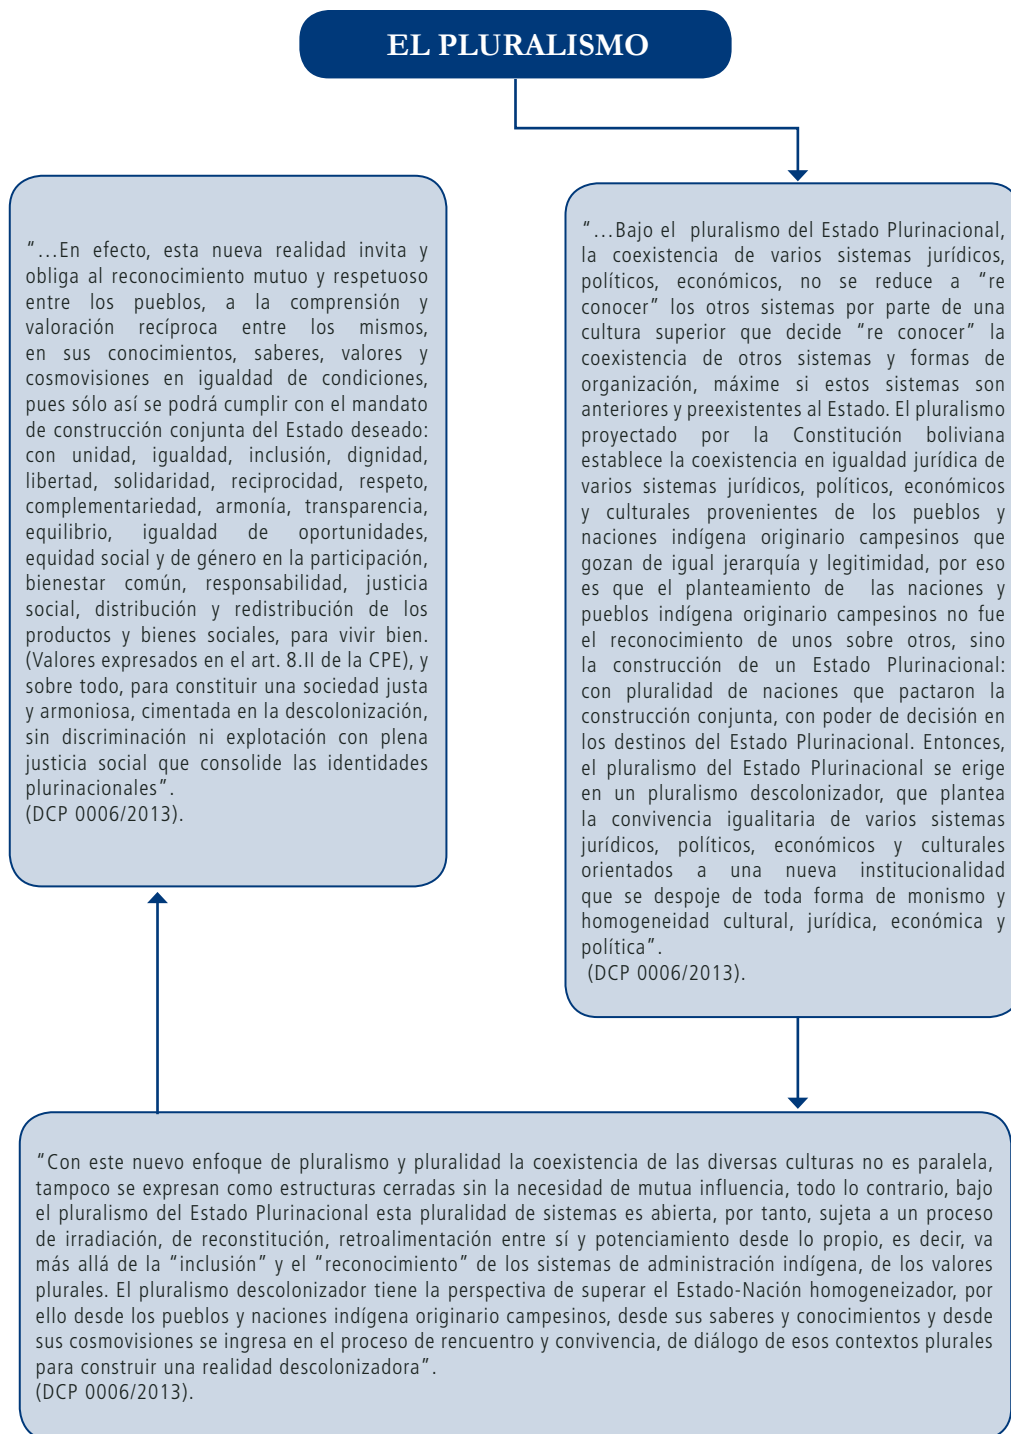 EL PLURALISMO
“…Bajo el pluralismo del Estado Plurinacional,
la coexistencia de varios sistemas jurídicos,
políticos, económicos, no se reduce a “re
conocer” los otros sistemas por parte de una
cultura superior que decide “re conocer” la
coexistencia de otros sistemas y formas de
organización, máxime si estos sistemas son
anteriores y preexistentes al Estado. El pluralismo
proyectado por la Constitución boliviana
establece la coexistencia en igualdad jurídica de
varios sistemas jurídicos, políticos, económicos
y culturales provenientes de los pueblos y
naciones indígena originario campesinos que
gozan de igual jerarquía y legitimidad, por eso
es que el planteamiento de las naciones y
pueblos indígena originario campesinos no fue
el reconocimiento de unos sobre otros, sino
la construcción de un Estado Plurinacional:
con pluralidad de naciones que pactaron la
construcción conjunta, con poder de decisión en
los destinos del Estado Plurinacional. Entonces,
el pluralismo del Estado Plurinacional se erige
en un pluralismo descolonizador, que plantea
la convivencia igualitaria de varios sistemas
jurídicos, políticos, económicos y culturales
orientados a una nueva institucionalidad
que se despoje de toda forma de monismo y
homogeneidad cultural, jurídica, económica y
política”.
(DCP 0006/2013).
“Con este nuevo enfoque de pluralismo y pluralidad la coexistencia de las diversas culturas no es paralela,
tampoco se expresan como estructuras cerradas sin la necesidad de mutua influencia, todo lo contrario, bajo
el pluralismo del Estado Plurinacional esta pluralidad de sistemas es abierta, por tanto, sujeta a un proceso
de irradiación, de reconstitución, retroalimentación entre sí y potenciamiento desde lo propio, es decir, va
más allá de la “inclusión” y el “reconocimiento” de los sistemas de administración indígena, de los valores
plurales. El pluralismo descolonizador tiene la perspectiva de superar el Estado-Nación homogeneizador, por
ello desde los pueblos y naciones indígena originario campesinos, desde sus saberes y conocimientos y desde
sus cosmovisiones se ingresa en el proceso de rencuentro y convivencia, de diálogo de esos contextos plurales
para construir una realidad descolonizadora”.
(DCP 0006/2013).
“…En efecto, esta nueva realidad invita y
obliga al reconocimiento mutuo y respetuoso
entre los pueblos, a la comprensión y
valoración recíproca entre los mismos,
en sus conocimientos, saberes, valores y
cosmovisiones en igualdad de condiciones,
pues sólo así se podrá cumplir con el mandato
de construcción conjunta del Estado deseado:
con unidad, igualdad, inclusión, dignidad,
libertad, solidaridad, reciprocidad, respeto,
complementariedad, armonía, transparencia,
equilibrio, igualdad de oportunidades,
equidad social y de género en la participación,
bienestar común, responsabilidad, justicia
social, distribución y redistribución de los
productos y bienes sociales, para vivir bien.
(Valores expresados en el art. 8.II de la CPE), y
sobre todo, para constituir una sociedad justa
y armoniosa, cimentada en la descolonización,
sin discriminación ni explotación con plena
justicia social que consolide las identidades
plurinacionales”.
(DCP 0006/2013).